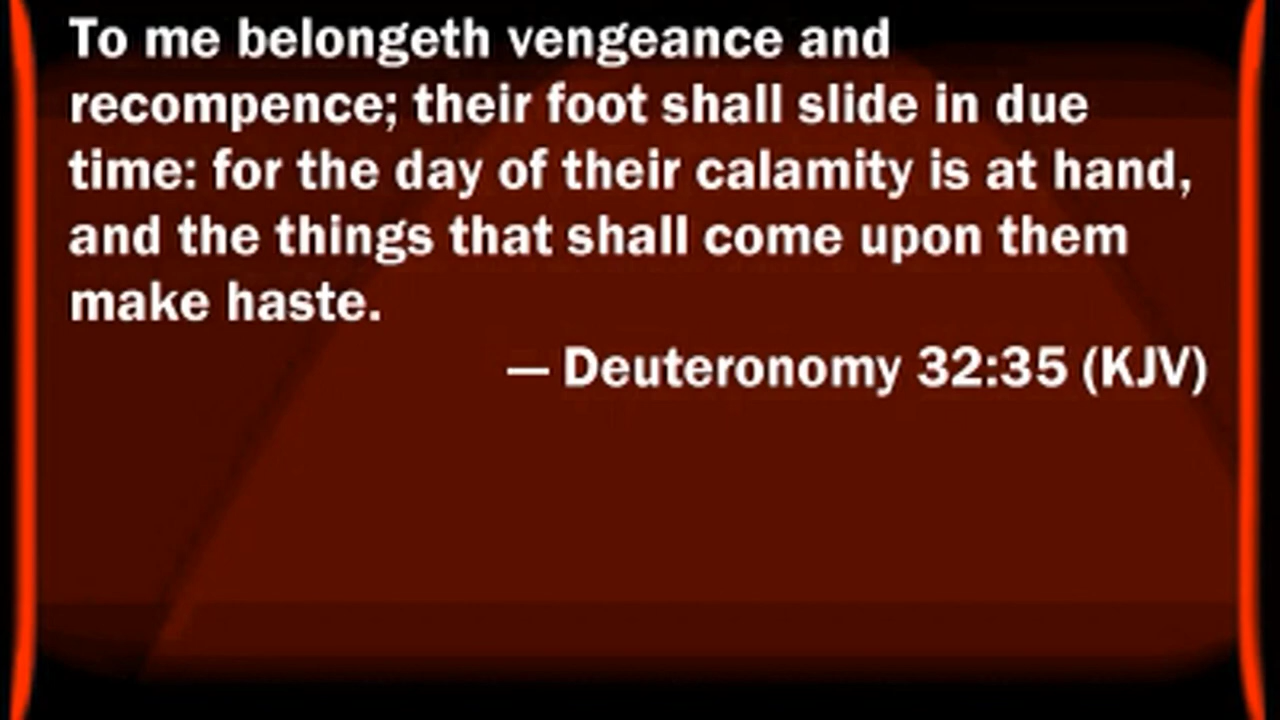 To me belongeth vengeance and
recompence; their foot shall slide in due
time: for the day of their calamity is at hand,
and the things that shall come upon them
make haste.
— Deuteronomy 32:35 (KJV)